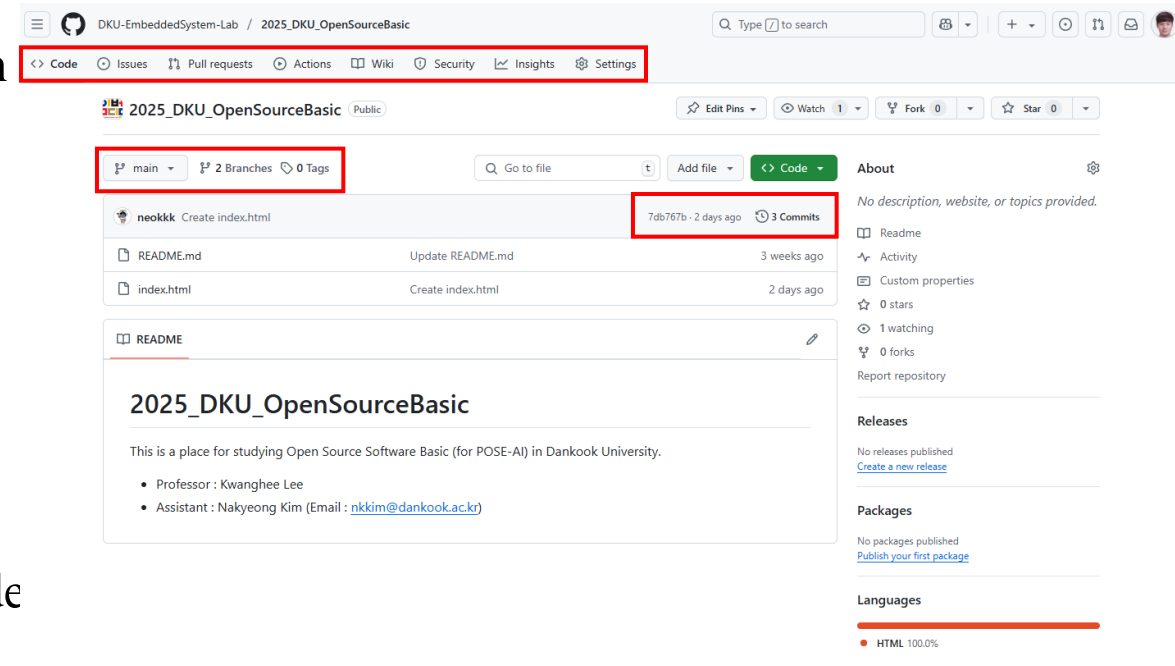 DKU-EmbeddedSystem-Lab / 2025_DKU_OpenSourceBasic Type / to search
Code Issues Pull requests Actions Wiki Security Insights Settings
2025_DKU_OpenSourceBasic Public Edit Pins Watch 1 Fork 0 Star 0
main 2 Branches 0 Tags Go to file t Add file <> Code
neokkk Create index.html 7db767b · 2 days ago 3 Commits
README.md Update README.md 3 weeks ago
index.html Create index.html 2 days ago
README
2025_DKU_OpenSourceBasic
This is a place for studying Open Source Software Basic (for POSE-AI) in Dankook University.
• Professor : Kwanghee Lee
• Assistant : Nakyeong Kim (Email : nkkim@dankook.ac.kr)
About
No description, website, or topics provided.
Readme
Activity
Custom properties
0 stars
1 watching
0 forks
Report repository
Releases
No releases published
Create a new release
Packages
No packages published
Publish your first package
Languages
HTML 100.0%